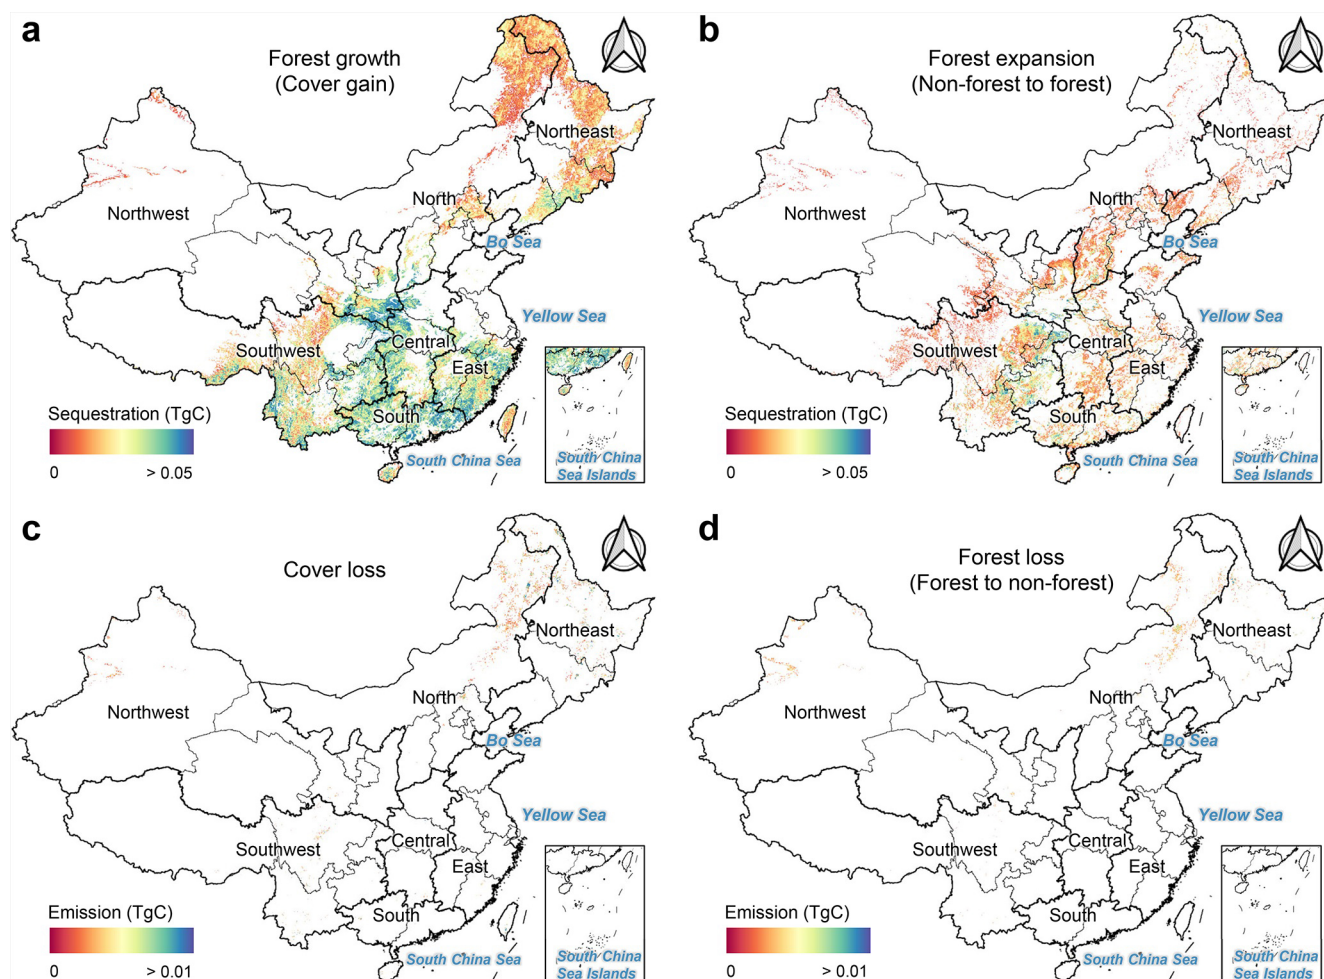 a
Forest growth
(Cover gain)
Northeast
North
Northwest
Bo Sea
Yellow Sea
Southwest
Central
East
South
Sequestration (TgC)
0
> 0.05
South China Sea
South China
Sea Islands
b
Forest expansion
(Non-forest to forest)
Northeast
North
Northwest
Bo Sea
Yellow Sea
Southwest
Central
East
South
Sequestration (TgC)
0
> 0.05
South China Sea
South China
Sea Islands
c
Cover loss
Northeast
North
Northwest
Bo Sea
Yellow Sea
Southwest
Central
East
South
Emission (TgC)
0
> 0.01
South China Sea
South China
Sea Islands
d
Forest loss
(Forest to non-forest)
Northeast
North
Northwest
Bo Sea
Yellow Sea
Southwest
Central
East
South
Emission (TgC)
0
> 0.01
South China Sea
South China
Sea Islands